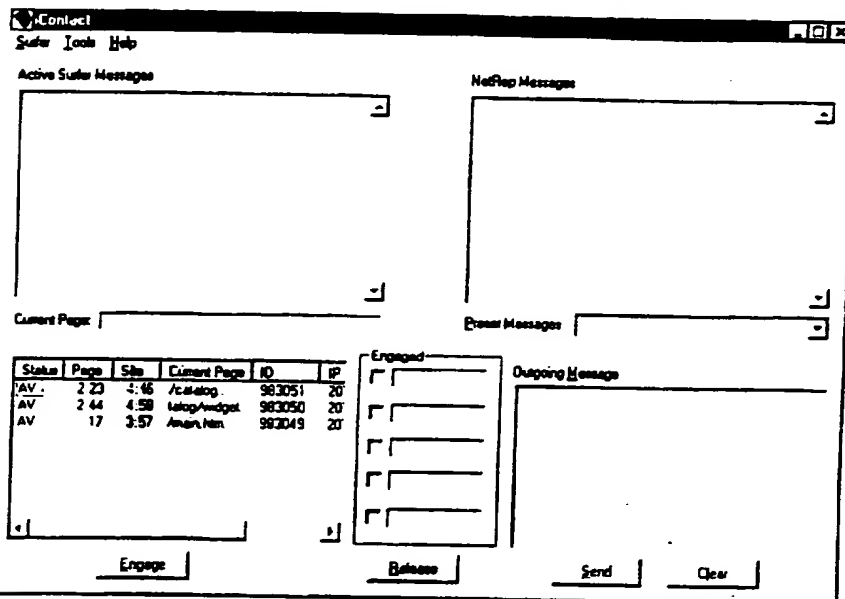 iContact
Surfer Tools Help
Active Surfer Messages
NetRep Messages
Current Page:
Preset Messages
Status Page Site Current Page ID IP
AV 2:23 4:46 /catalog.. 983051 20
AV 2:44 4:58 talog/widget. 983050 20
AV 17 3:57 /main.htm 983049 20
Engaged
Outgoing Message
Engage
Release
Send
Clear